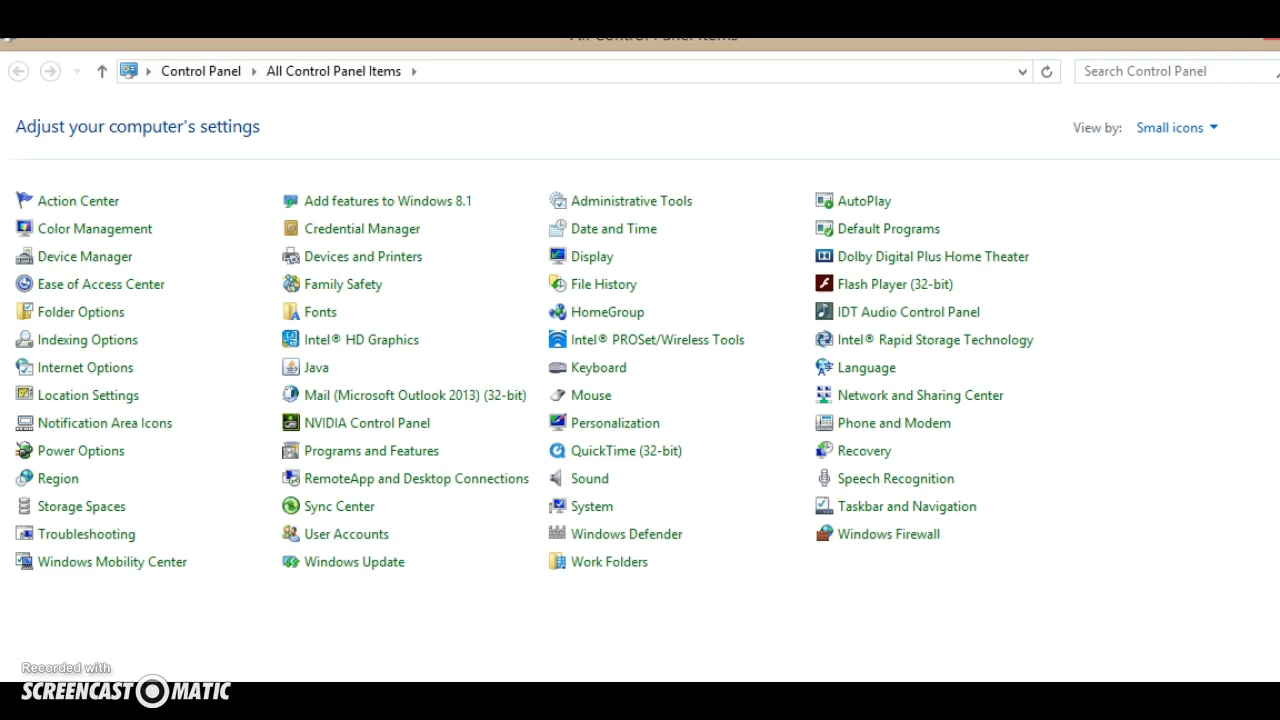 All Control Panel Items
Control Panel All Control Panel Items Search Control Panel
Adjust your computer's settings View by: Small icons
Action Center Add features to Windows 8.1 Administrative Tools AutoPlay
Color Management Credential Manager Date and Time Default Programs
Device Manager Devices and Printers Display Dolby Digital Plus Home Theater
Ease of Access Center Family Safety File History Flash Player (32-bit)
Folder Options Fonts HomeGroup IDT Audio Control Panel
Indexing Options Intel® HD Graphics Intel® PROSet/Wireless Tools Intel® Rapid Storage Technology
Internet Options Java Keyboard Language
Location Settings Mail (Microsoft Outlook 2013) (32-bit) Mouse Network and Sharing Center
Notification Area Icons NVIDIA Control Panel Personalization Phone and Modem
Power Options Programs and Features QuickTime (32-bit) Recovery
Region RemoteApp and Desktop Connections Sound Speech Recognition
Storage Spaces Sync Center System Taskbar and Navigation
Troubleshooting User Accounts Windows Defender Windows Firewall
Windows Mobility Center Windows Update Work Folders
Recorded with
SCREENCAST MATIC